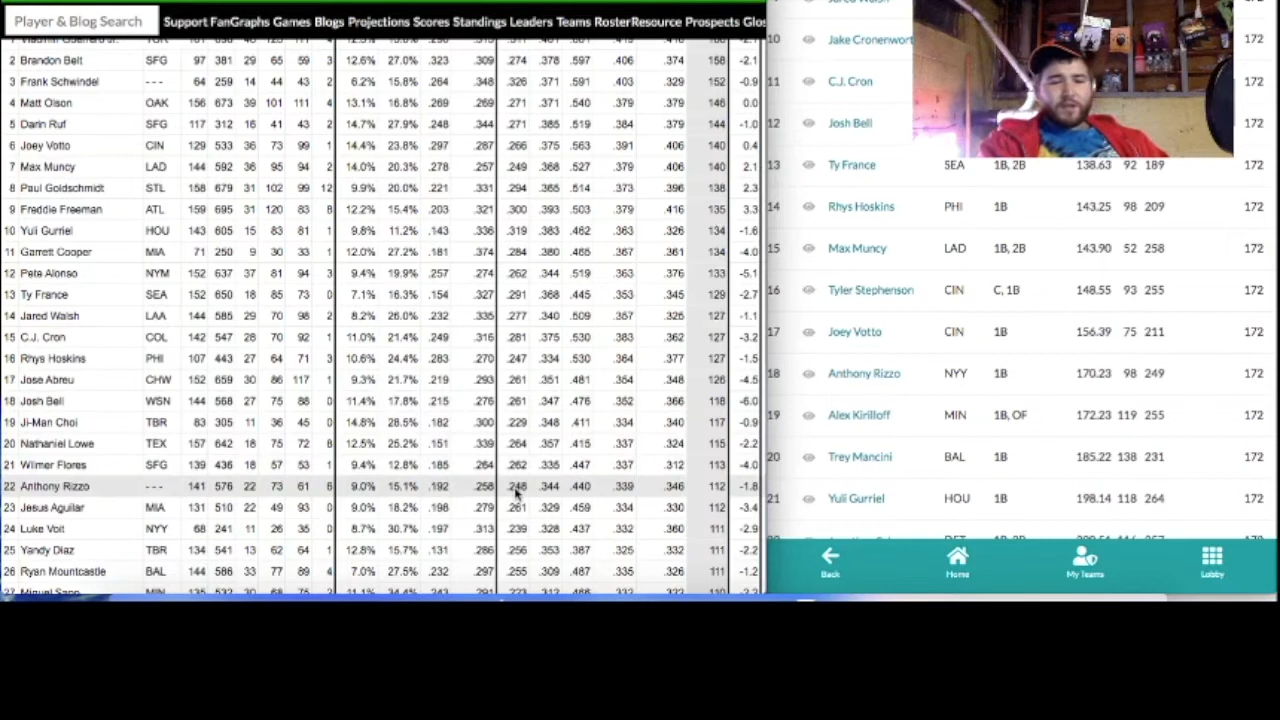 Player & Blog Search Support FanGraphs Games Blogs Projections Scores Standings Leaders Teams RosterResource Prospects Glos
2 Brandon Belt SFG 97 381 29 65 59 3 12.6% 27.0% .323 .309 .274 .378 .597 .406 .374 158 -2.1
3 Frank Schwindel - - - 64 259 14 44 43 2 6.2% 15.8% .264 .348 .326 .371 .591 .403 .329 152 -0.9
4 Matt Olson OAK 156 673 39 101 111 4 13.1% 16.8% .269 .269 .271 .371 .540 .379 .379 146 0.0
5 Darin Ruf SFG 117 312 16 41 43 2 14.7% 27.9% .248 .344 .271 .385 .519 .384 .379 144 -1.0
6 Joey Votto CIN 129 533 36 73 99 1 14.4% 23.8% .297 .287 .266 .375 .563 .391 .406 140 0.4
7 Max Muncy LAD 144 592 36 95 94 2 14.0% 20.3% .278 .257 .249 .368 .527 .379 .406 140 2.1
8 Paul Goldschmidt STL 158 679 31 102 99 12 9.9% 20.0% .221 .331 .294 .365 .514 .373 .396 138 2.3
9 Freddie Freeman ATL 159 695 31 120 83 8 12.2% 15.4% .203 .321 .300 .393 .503 .379 .416 135 3.3
10 Yuli Gurriel HOU 143 605 15 83 81 1 9.8% 11.2% .143 .336 .319 .383 .462 .363 .326 134 -1.6
11 Garrett Cooper MIA 71 250 9 30 33 1 12.0% 27.2% .181 .374 .284 .380 .465 .367 .361 134 -4.0
12 Pete Alonso NYM 152 637 37 81 94 3 9.4% 19.9% .257 .274 .262 .344 .519 .363 .376 133 -5.1
13 Ty France SEA 152 650 18 85 73 0 7.1% 16.3% .154 .327 .291 .368 .445 .353 .345 129 -2.7
14 Jared Walsh LAA 144 585 29 70 98 2 8.2% 26.0% .232 .335 .277 .340 .509 .357 .325 127 -1.1
15 C.J. Cron COL 142 547 28 70 92 1 11.0% 21.4% .249 .316 .281 .375 .530 .383 .362 127 -3.2
16 Rhys Hoskins PHI 107 443 27 64 71 3 10.6% 24.4% .283 .270 .247 .334 .530 .364 .377 127 -1.5
17 Jose Abreu CHW 152 659 30 86 117 1 9.3% 21.7% .219 .293 .261 .351 .481 .354 .348 126 -4.5
18 Josh Bell WSN 144 568 27 75 88 0 11.4% 17.8% .215 .276 .261 .347 .476 .352 .366 118 -6.0
19 Ji-Man Choi TBR 83 305 11 36 45 0 14.8% 28.5% .182 .300 .229 .348 .411 .334 .340 117 -0.9
20 Nathaniel Lowe TEX 157 642 18 75 72 8 12.5% 25.2% .151 .339 .264 .357 .415 .337 .324 115 -2.2
21 Wilmer Flores SFG 139 436 18 57 53 1 9.4% 12.8% .185 .264 .262 .335 .447 .337 .312 113 -4.0
22 Anthony Rizzo - - - 141 576 22 73 61 6 9.0% 15.1% .192 .258 .248 .344 .440 .339 .346 112 -1.8
23 Jesus Aguilar MIA 131 510 22 49 93 0 9.0% 18.2% .198 .279 .261 .329 .459 .334 .330 112 -3.4
24 Luke Voit NYY 68 241 11 26 35 0 8.7% 30.7% .197 .313 .239 .328 .437 .332 .360 111 -2.9
25 Yandy Diaz TBR 134 541 13 62 64 1 12.8% 15.7% .131 .286 .256 .353 .387 .325 .332 111 -2.2
26 Ryan Mountcastle BAL 144 586 33 77 89 4 7.0% 27.5% .232 .297 .255 .309 .487 .335 .326 111 -1.2
10 Jake Cronenwort
11 C.J. Cron
12 Josh Bell
13 Ty France SEA 1B, 2B 138.63 92 189
14 Rhys Hoskins PHI 1B 143.25 98 209 172
15 Max Muncy LAD 1B, 2B 143.90 52 258 172
16 Tyler Stephenson CIN C, 1B 148.55 93 255 172
17 Joey Votto CIN 1B 156.39 75 211 172
18 Anthony Rizzo NYY 1B 170.23 98 249 172
19 Alex Kirilloff MIN 1B, OF 172.23 119 255 172
20 Trey Mancini BAL 1B 185.22 138 231 172
21 Yuli Gurriel HOU 1B 198.14 118 264 172
Back Home My Teams Lobby